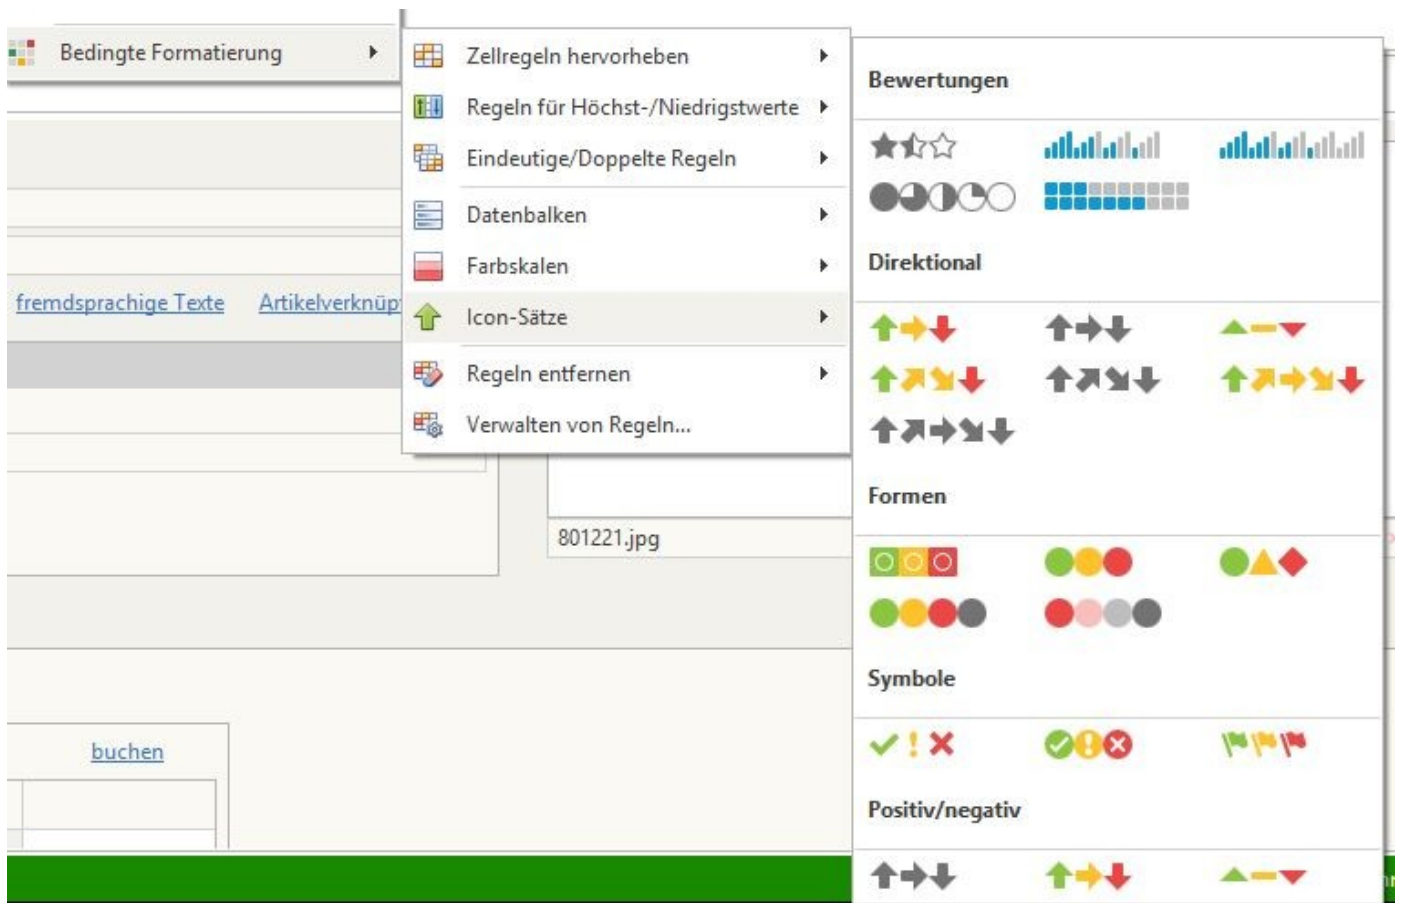 Bedingte Formatierung
Zellregeln hervorheben
Regeln für Höchst-/Niedrigstwerte
Eindeutige/Doppelte Regeln
Datenbalken
Farbskalen
Icon-Sätze
Regeln entfernen
Verwalten von Regeln...
Bewertungen
Direktional
Formen
Symbole
Positiv/negativ
fremdsprachige Texte Artikelverknüp
801221.jpg
buchen